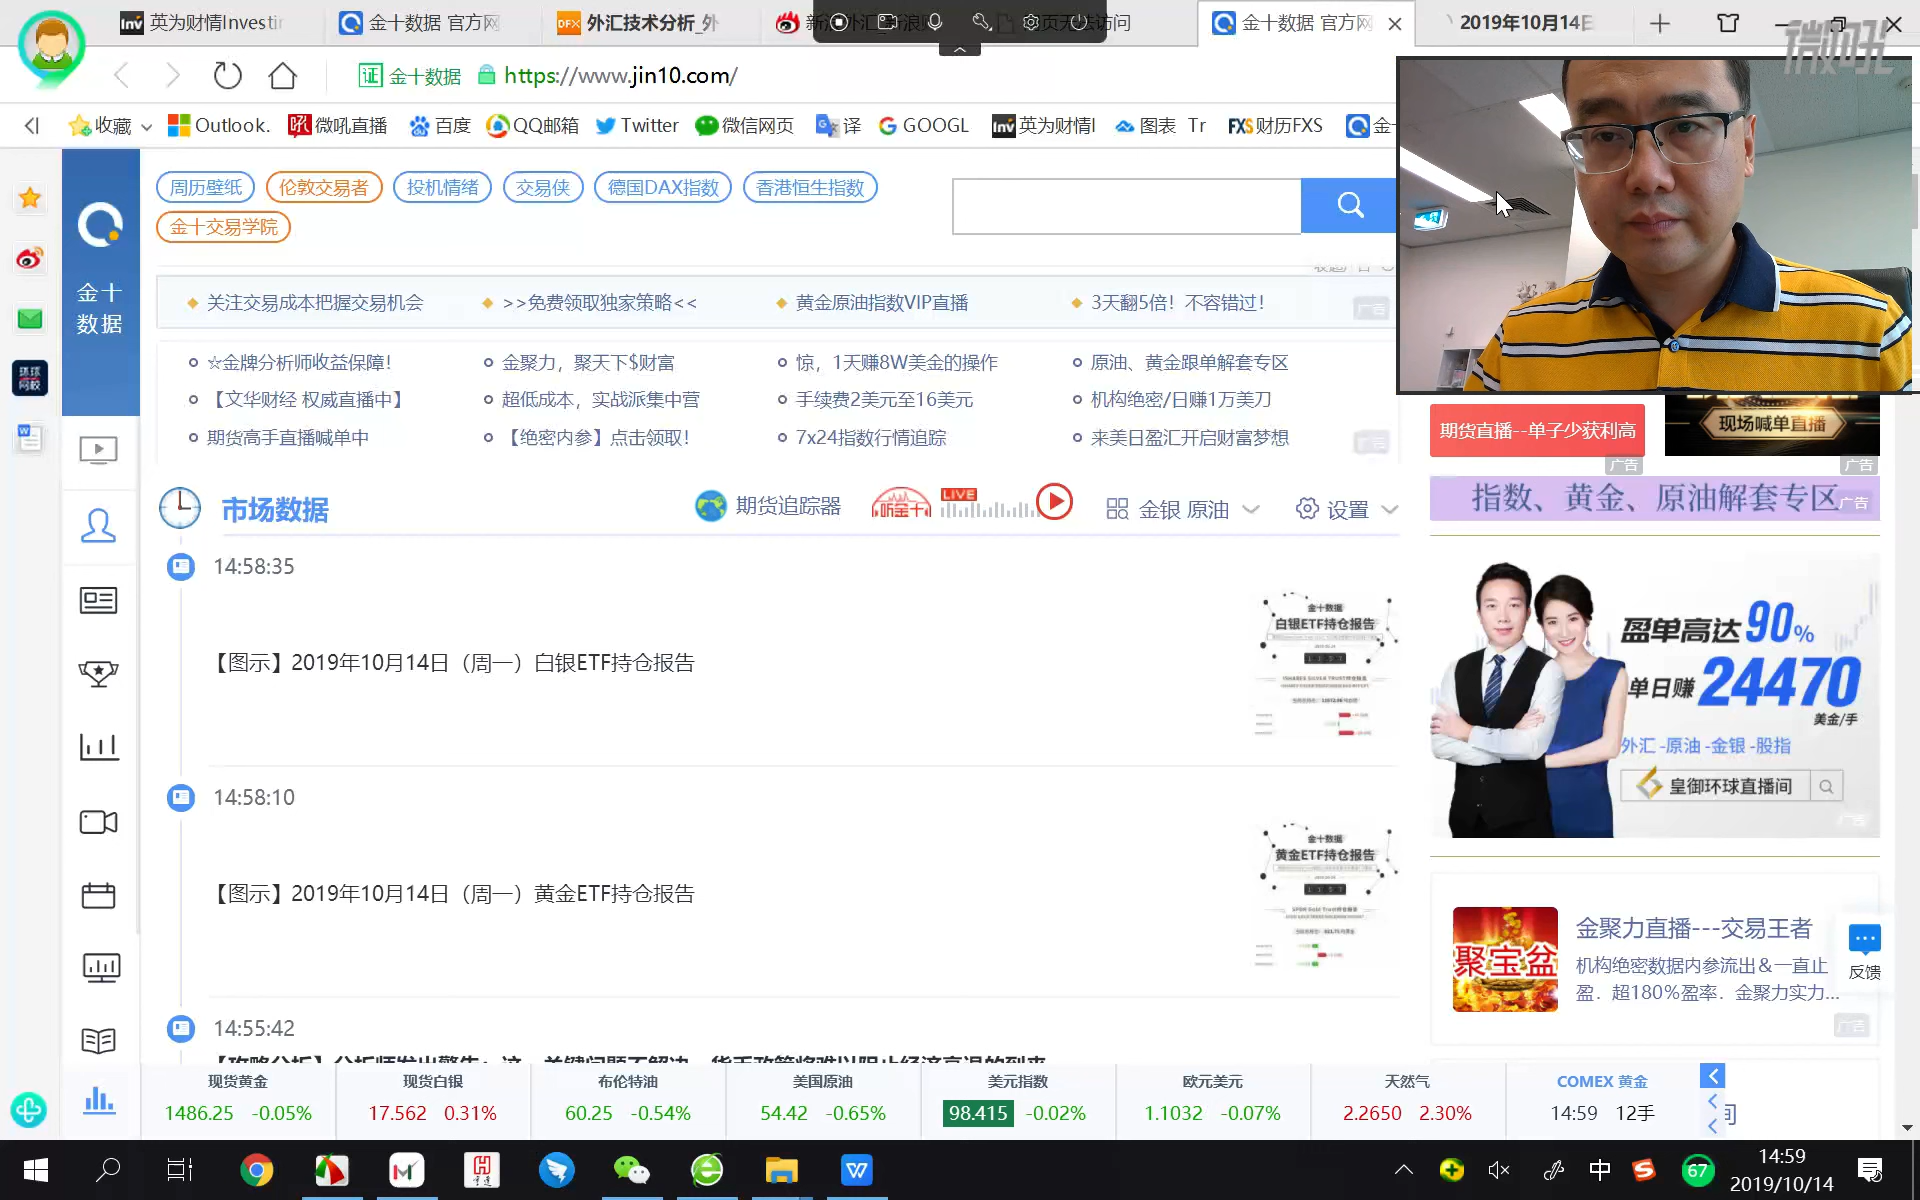 英为财情Investin
金十数据 官方网
外汇技术分析_外
页无法访问
金十数据 官方网
2019年10月14日
微吼
证 金十数据 https://www.jin10.com/
收藏
Outlook.
微吼直播
百度
QQ邮箱
Twitter
微信网页
译
GOOGL
英为财情I
图表 Tr
财历FXS
金十
金十
数据
周历壁纸
伦敦交易者
投机情绪
交易侠
德国DAX指数
香港恒生指数
金十交易学院
关注交易成本把握交易机会
>>免费领取独家策略<<
黄金原油指数VIP直播
3天翻5倍！不容错过！
广告
☆金牌分析师收益保障！
金聚力，聚天下$财富
惊，1天赚8W美金的操作
原油、黄金跟单解套专区
【文华财经 权威直播中】
超低成本，实战派集中营
手续费2美元至16美元
机构绝密/日赚1万美刀
期货高手直播喊单中
【绝密内参】点击领取！
7x24指数行情追踪
来美日盈汇开启财富梦想
广告
期货直播--单子少获利高
广告
现场喊单直播
广告
指数、黄金、原油解套专区
广告
市场数据
期货追踪器
听金十
LIVE
金银 原油
设置
14:58:35
【图示】2019年10月14日（周一）白银ETF持仓报告
金十数据
白银ETF持仓报告
14:58:10
【图示】2019年10月14日（周一）黄金ETF持仓报告
金十数据
黄金ETF持仓报告
14:55:42
盈单高达90%
单日赚24470
美金/手
外汇 -原油 -金银 -股指
皇御环球直播间
广告
聚宝盆
金聚力直播---交易王者
机构绝密数据内参流出＆一直止
盈．超180%盈率．金聚力实力...
广告
反馈
现货黄金
1486.25 -0.05%
现货白银
17.562 0.31%
布伦特油
60.25 -0.54%
美国原油
54.42 -0.65%
美元指数
98.415 -0.02%
欧元美元
1.1032 -0.07%
天然气
2.2650 2.30%
COMEX 黄金
14:59 12手
中
67
14:59
2019/10/14